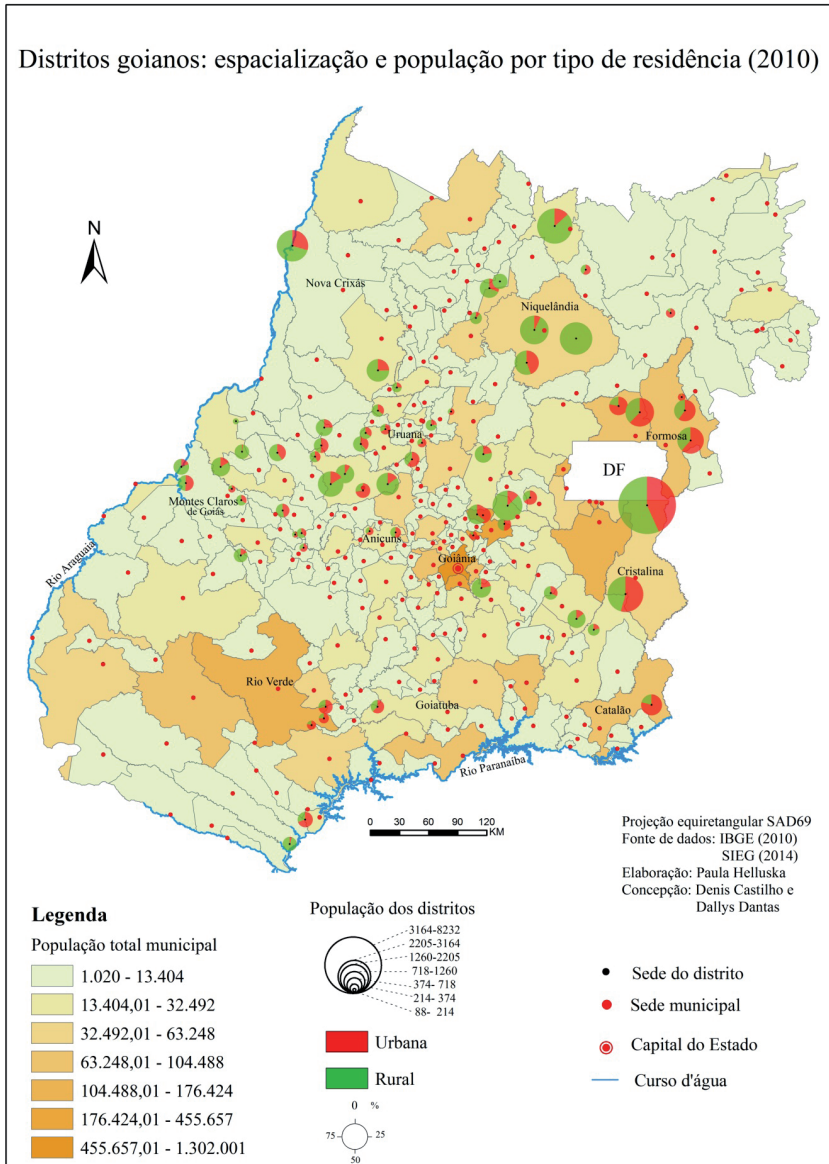 Distritos goianos: espacialização e população por tipo de residência (2010)
N
Nova Crixás
Niquelândia
Uruana
Formosa
DF
Montes Claros
de Goiás
Anicuns
Goiânia
Cristalina
Rio Araguaia
Rio Verde
Goiatuba
Catalão
Rio Paranaíba
0 30 60 90 120
KM
Projeção equiretangular SAD69
Fonte de dados: IBGE (2010)
SIEG (2014)
Elaboração: Paula Helluska
Concepção: Denis Castilho e
Dallys Dantas
Legenda
População total municipal
1.020 - 13.404
13.404,01 - 32.492
32.492,01 - 63.248
63.248,01 - 104.488
104.488,01 - 176.424
176.424,01 - 455.657
455.657,01 - 1.302.001
População dos distritos
3164-8232
2205-3164
1260-2205
718-1260
374- 718
214- 374
88- 214
Urbana
Rural
0 %
75 25
50
Sede do distrito
Sede municipal
Capital do Estado
Curso d'água